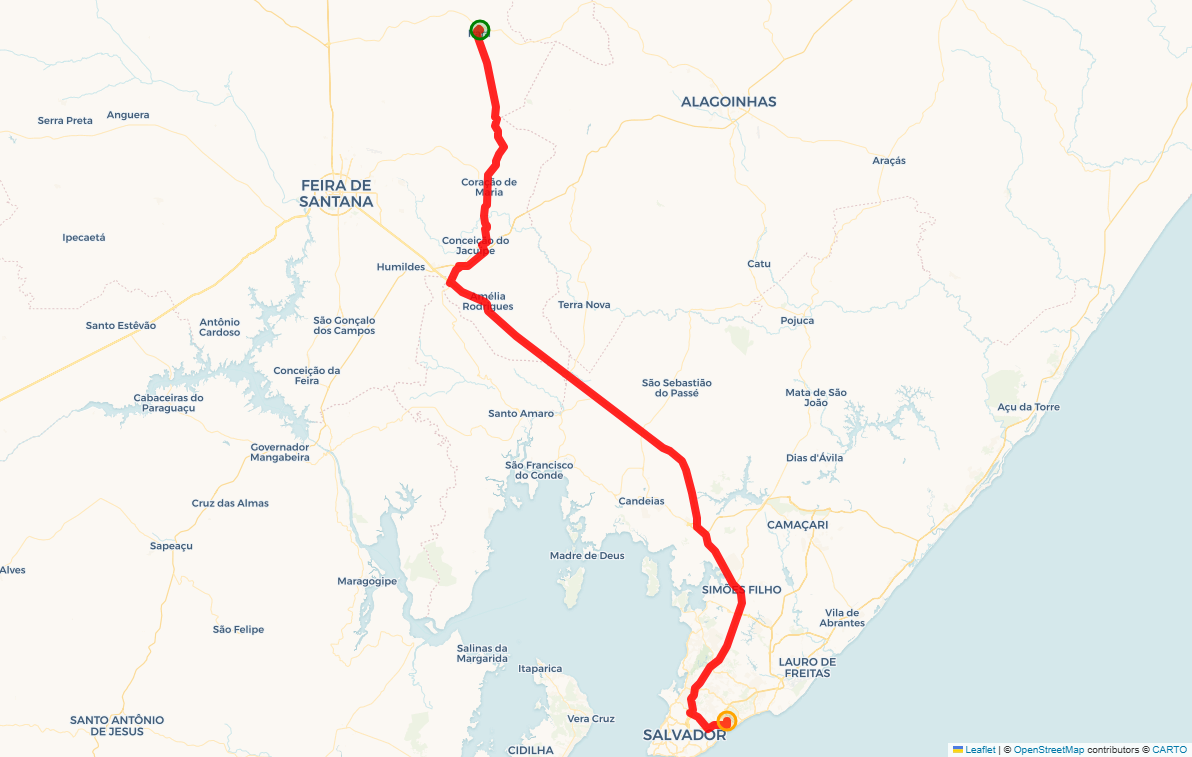 ALAGOINHAS
Serra Preta
Anguera
Araçás
FEIRA DE
SANTANA
Coração de
Maria
Ipecaetá
Conceição do
Jacuípe
Humildes
Catu
Amélia
Rodrigues
Terra Nova
Santo Estêvão
Antônio
Cardoso
São Gonçalo
dos Campos
Pojuca
Conceição da
Feira
São Sebastião
do Passé
Cabaceiras do
Paraguaçu
Mata de São
João
Açu da Torre
Santo Amaro
Governador
Mangabeira
São Francisco
do Conde
Dias d'Ávila
Cruz das Almas
Candeias
CAMAÇARI
Sapeaçu
Madre de Deus
Alves
Maragogipe
SIMÕES FILHO
Vila de
Abrantes
São Felipe
Salinas da
Margarida
Itaparica
LAURO DE
FREITAS
SANTO ANTÔNIO
DE JESUS
Vera Cruz
SALVADOR
CIDILHA
Leaflet | © OpenStreetMap contributors © CARTO